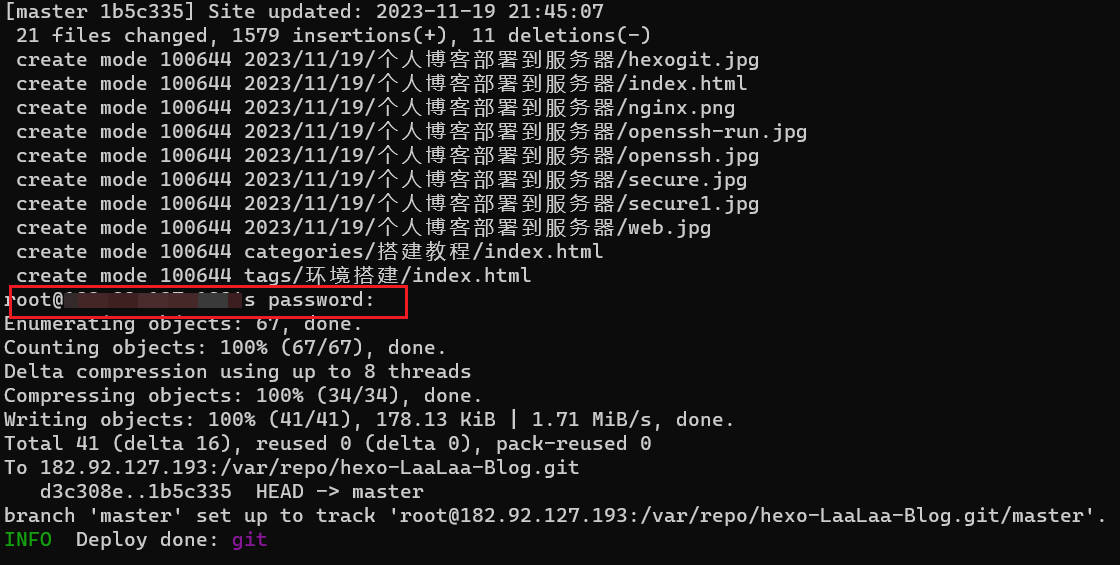 [master 1b5c335] Site updated: 2023-11-19 21:45:07
21 files changed, 1579 insertions(+), 11 deletions(-)
create mode 100644 2023/11/19/个人博客部署到服务器/hexogit.jpg
create mode 100644 2023/11/19/个人博客部署到服务器/index.html
create mode 100644 2023/11/19/个人博客部署到服务器/nginx.png
create mode 100644 2023/11/19/个人博客部署到服务器/openssh-run.jpg
create mode 100644 2023/11/19/个人博客部署到服务器/openssh.jpg
create mode 100644 2023/11/19/个人博客部署到服务器/secure.jpg
create mode 100644 2023/11/19/个人博客部署到服务器/secure1.jpg
create mode 100644 2023/11/19/个人博客部署到服务器/web.jpg
create mode 100644 categories/搭建教程/index.html
create mode 100644 tags/环境搭建/index.html
root@ s password:
Enumerating objects: 67, done.
Counting objects: 100% (67/67), done.
Delta compression using up to 8 threads
Compressing objects: 100% (34/34), done.
Writing objects: 100% (41/41), 178.13 KiB | 1.71 MiB/s, done.
Total 41 (delta 16), reused 0 (delta 0), pack-reused 0
To 182.92.127.193:/var/repo/hexo-LaaLaa-Blog.git
d3c308e..1b5c335  HEAD -> master
branch 'master' set up to track 'root@182.92.127.193:/var/repo/hexo-LaaLaa-Blog.git/master'.
INFO  Deploy done: git